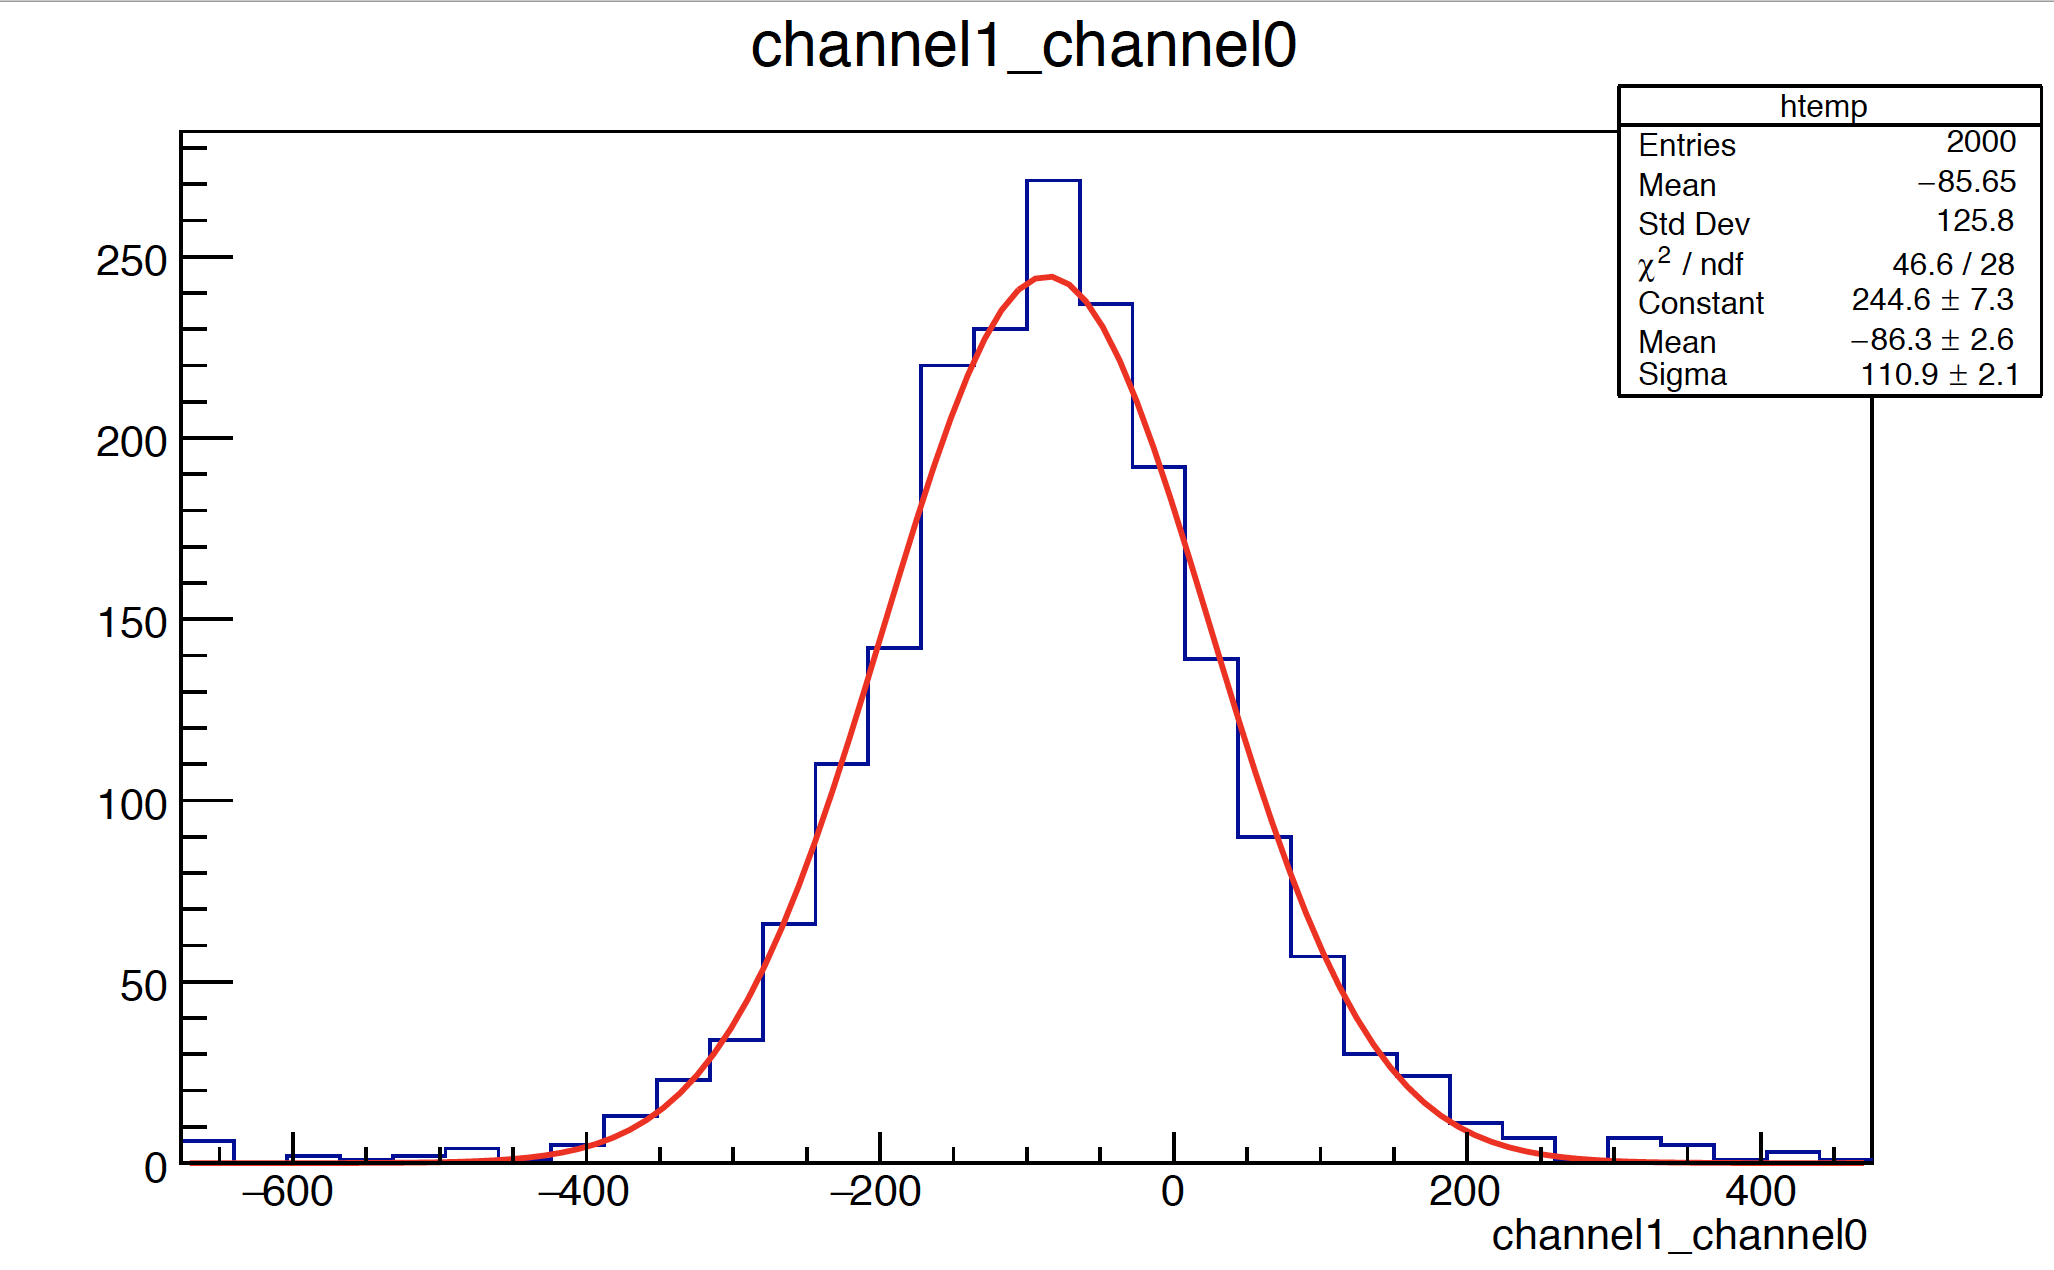 channel1_channel0
htemp
Entries 2000
Mean −85.65
Std Dev 125.8
χ² / ndf 46.6 / 28
Constant 244.6 ± 7.3
Mean −86.3 ± 2.6
Sigma 110.9 ± 2.1
250
200
150
100
50
0
−600 −400 −200 0 200 400
channel1_channel0